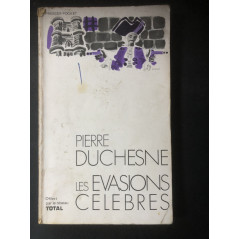 PIERRE
DUCHESNE
LES EVASIONS
CELEBRES
TOTAL